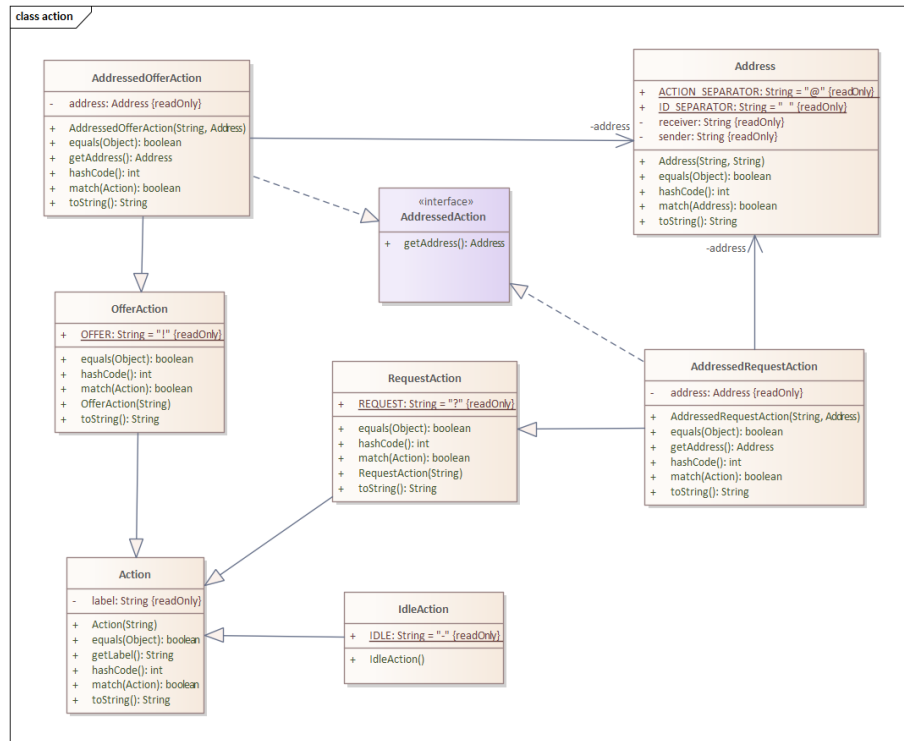 class action
AddressedOfferAction
- address: Address {readOnly}
+ AddressedOfferAction(String, Address)
+ equals(Object): boolean
+ getAddress(): Address
+ hashCode(): int
+ match(Action): boolean
+ toString(): String
Address
+ ACTION_SEPARATOR: String = "@" {readOnly}
+ ID_SEPARATOR: String = "_" {readOnly}
- receiver: String {readOnly}
- sender: String {readOnly}
+ Address(String, String)
+ equals(Object): boolean
+ hashCode(): int
+ match(Address): boolean
+ toString(): String
-address
«interface»
AddressedAction
+ getAddress(): Address
-address
OfferAction
+ OFFER: String = "!" {readOnly}
+ equals(Object): boolean
+ hashCode(): int
+ match(Action): boolean
+ OfferAction(String)
+ toString(): String
RequestAction
+ REQUEST: String = "?" {readOnly}
+ equals(Object): boolean
+ hashCode(): int
+ match(Action): boolean
+ RequestAction(String)
+ toString(): String
AddressedRequestAction
- address: Address {readOnly}
+ AddressedRequestAction(String, Address)
+ equals(Object): boolean
+ getAddress(): Address
+ hashCode(): int
+ match(Action): boolean
+ toString(): String
Action
- label: String {readOnly}
+ Action(String)
+ equals(Object): boolean
+ getLabel(): String
+ hashCode(): int
+ match(Action): boolean
+ toString(): String
IdleAction
+ IDLE: String = "-" {readOnly}
+ IdleAction()